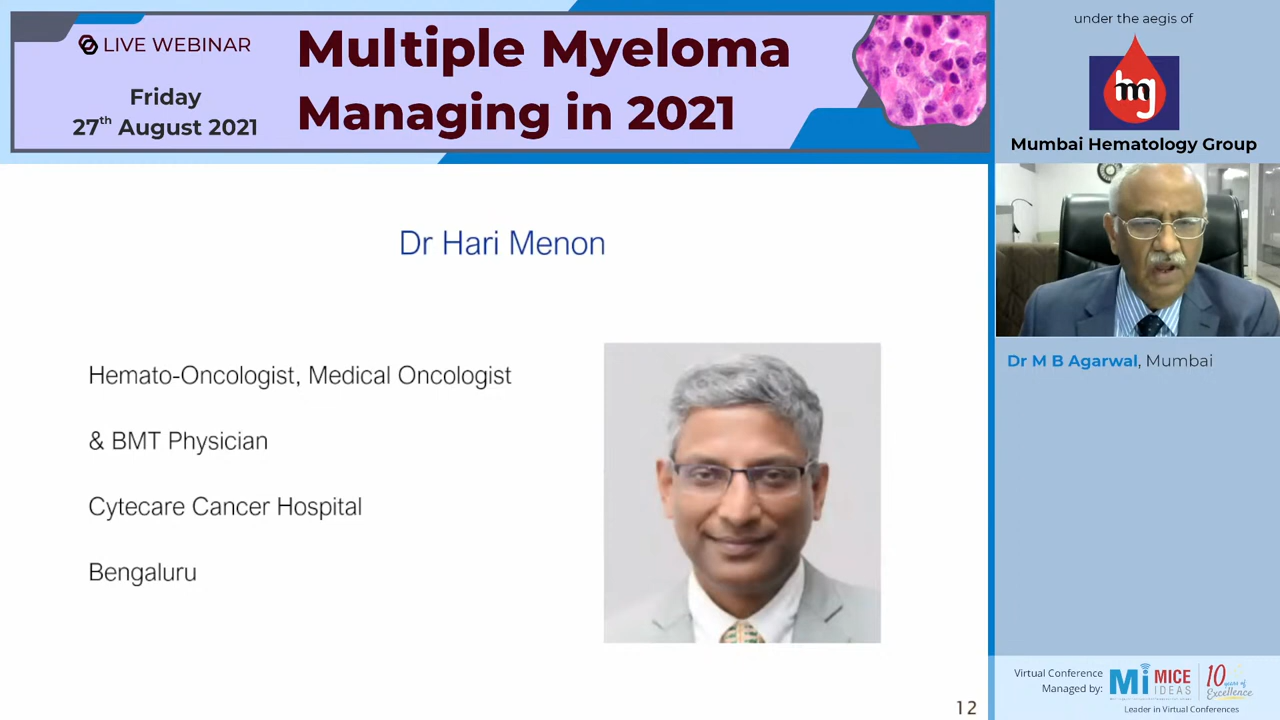 LIVE WEBINAR
Friday
27th August 2021
Multiple Myeloma
Managing in 2021
under the aegis of
hmg
Mumbai Hematology Group
Dr M B Agarwal, Mumbai
Dr Hari Menon
Hemato-Oncologist, Medical Oncologist
& BMT Physician
Cytecare Cancer Hospital
Bengaluru
12
Virtual Conference
Managed by:
Mi MICE
IDEAS
10 years of
Excellence
Leader in Virtual Conferences